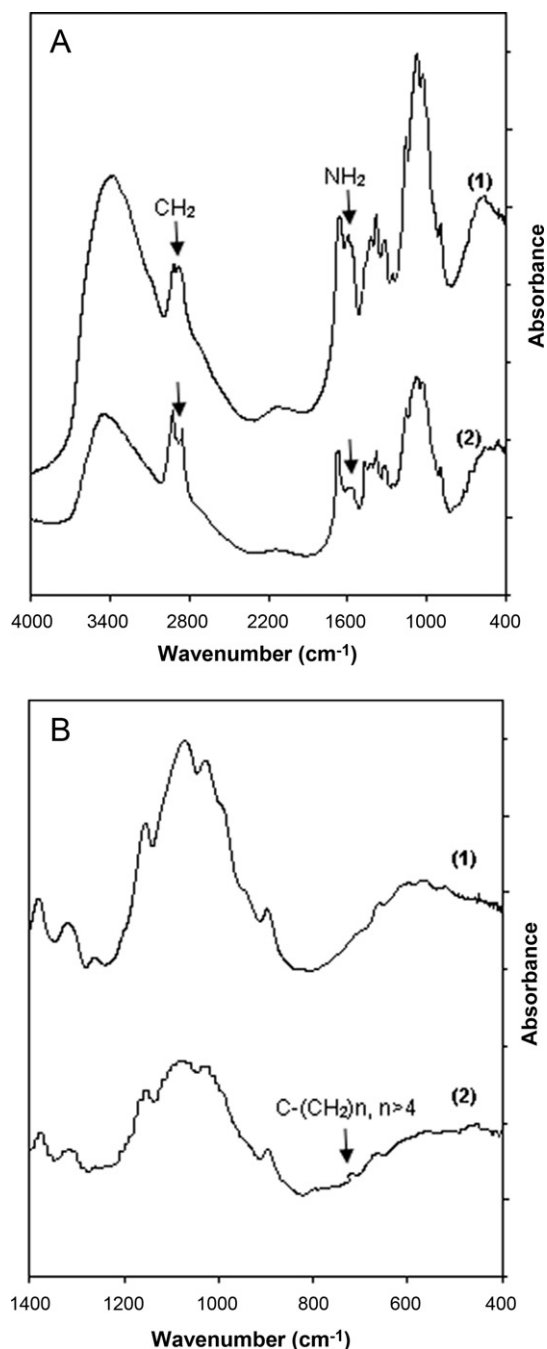 A
CH₂
NH₂
(1)
(2)
Absorbance
4000 3400 2800 2200 1600 1000 400
Wavenumber (cm⁻¹)
B
(1)
C-(CH₂)n, n>4
(2)
Absorbance
1400 1200 1000 800 600 400
Wavenumber (cm⁻¹)